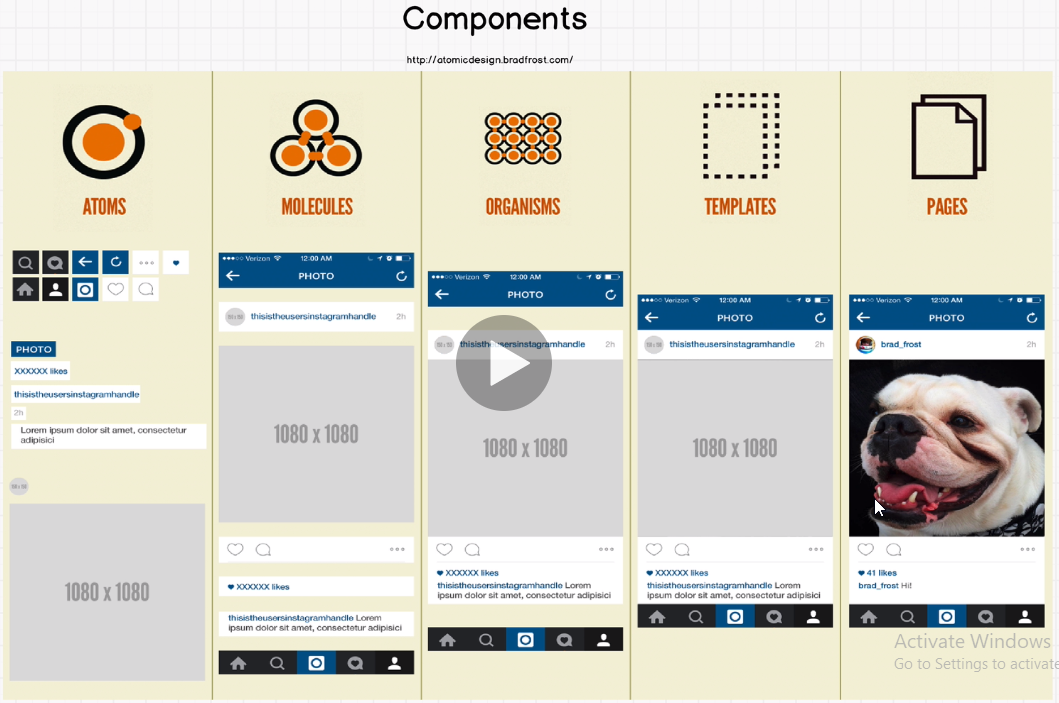 Components
http://atomicdesign.bradfrost.com/
ATOMS
PHOTO
XXXXXX likes
thisistheusersinstagramhandle
2h
Lorem ipsum dolor sit amet, consectetur
adipisici
1080 x 1080
MOLECULES
Verizon 12:00 AM
PHOTO
thisistheusersinstagramhandle 2h
1080 x 1080
XXXXXX likes
thisistheusersinstagramhandle Lorem
ipsum dolor sit amet, consectetur adipisici
ORGANISMS
Verizon 12:00 AM
PHOTO
thisistheusersinstagramhandle 2h
1080 x 1080
XXXXXX likes
thisistheusersinstagramhandle Lorem
ipsum dolor sit amet, consectetur adipisici
TEMPLATES
Verizon 12:00 AM
PHOTO
thisistheusersinstagramhandle 2h
1080 x 1080
XXXXXX likes
thisistheusersinstagramhandle Lorem
ipsum dolor sit amet, consectetur adipisici
PAGES
Verizon 12:00 AM
PHOTO
brad_frost 2h
41 likes
brad_frost Hi!
Activate Windows
Go to Settings to activate